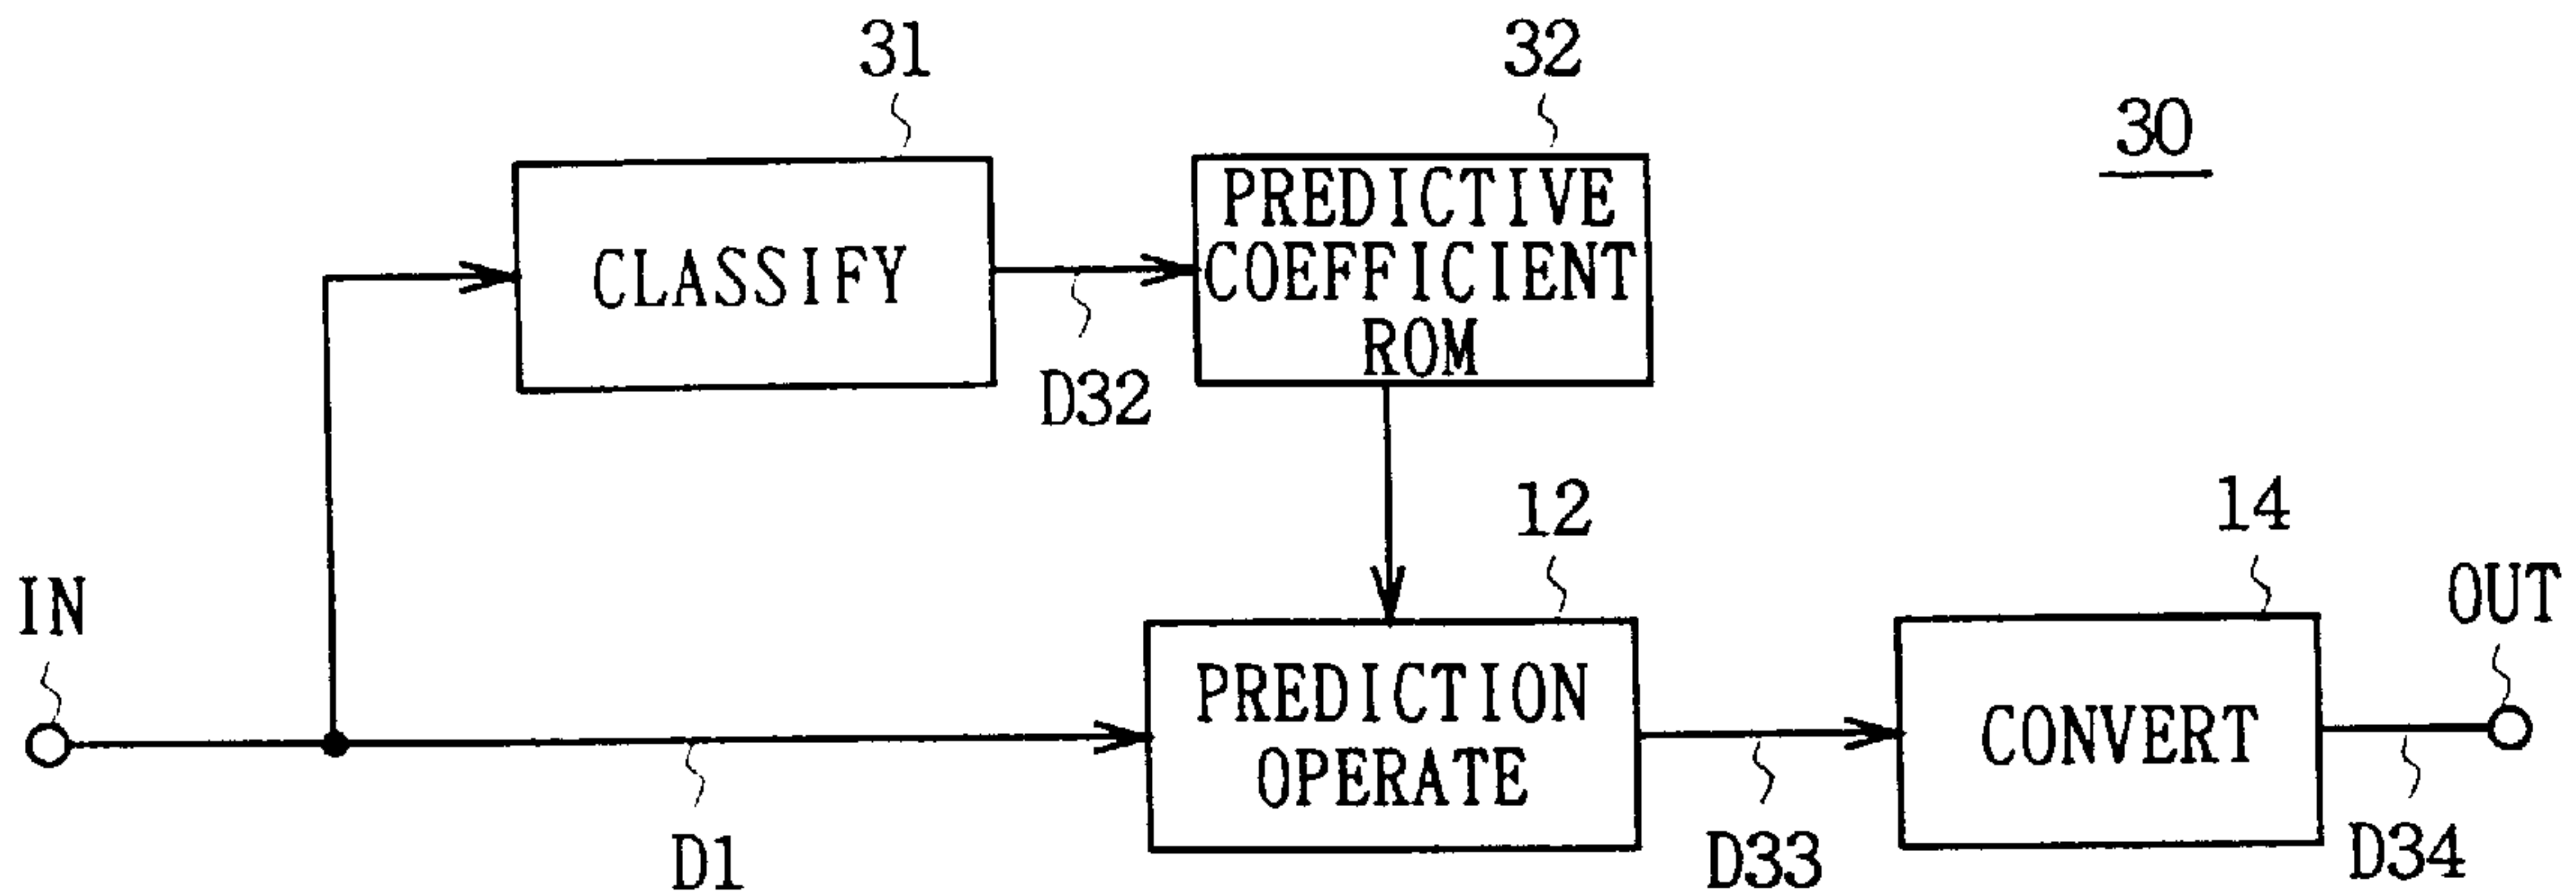 31
32
30
CLASSIFY
PREDICTIVE
COEFFICIENT
ROM
D32
12
14
IN
OUT
PREDICTION
OPERATE
CONVERT
D1
D33
D34